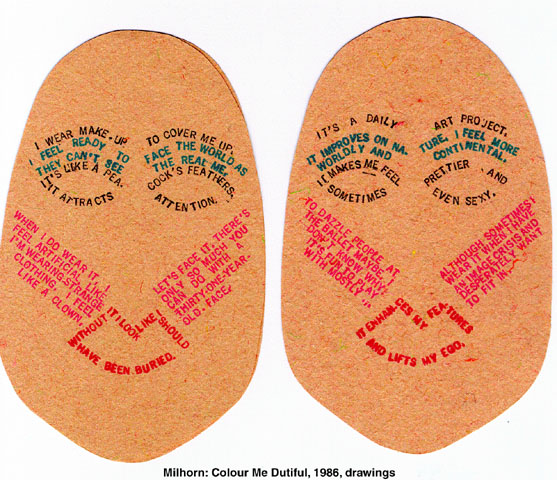 I WEAR MAKE-UP
TO COVER ME UP.
I FEEL READY TO
FACE THE WORLD AS
THEY CAN'T SEE
THE REAL ME.
IT'S LIKE A PEA-
COCK'S FEATHERS.
IT ATTRACTS
ATTENTION.
WHEN I DO WEAR IT, I
FEEL ARTIFICIAL LIKE
I'M WEARING STRANGE
CLOTHING. I FEEL
LIKE A CLOWN.
LET'S FACE IT, THERE'S
ONLY SO MUCH YOU
CAN DO WITH A
THIRTY-ONE-YEAR-
OLD. FACE.
WITHOUT IT I LOOK LIKE I SHOULD
HAVE BEEN BURIED.
IT'S A DAILY
ART PROJECT.
IT IMPROVES ON NA-
TURE. I FEEL MORE
WORLDLY AND
CONTINENTAL.
IT MAKES ME FEEL
PRETTIER AND
SOMETIMES
EVEN SEXY.
TO DAZZLE PEOPLE AT
THE BALLET MAYBE. I
DON'T KNOW WHY.
IT'S FUN TO PLAY
WITH MOSTLY...
ALTHOUGH, SOMETIMES I
WEAR IT WHEN I HAVE
AN IMAGE CRISIS AND
DESPERATELY WANT
TO FIT IN.
IT ENHANCES MY FEA-TURES
AND LIFTS MY EGO.
Milhorn: Colour Me Dutiful, 1986, drawings